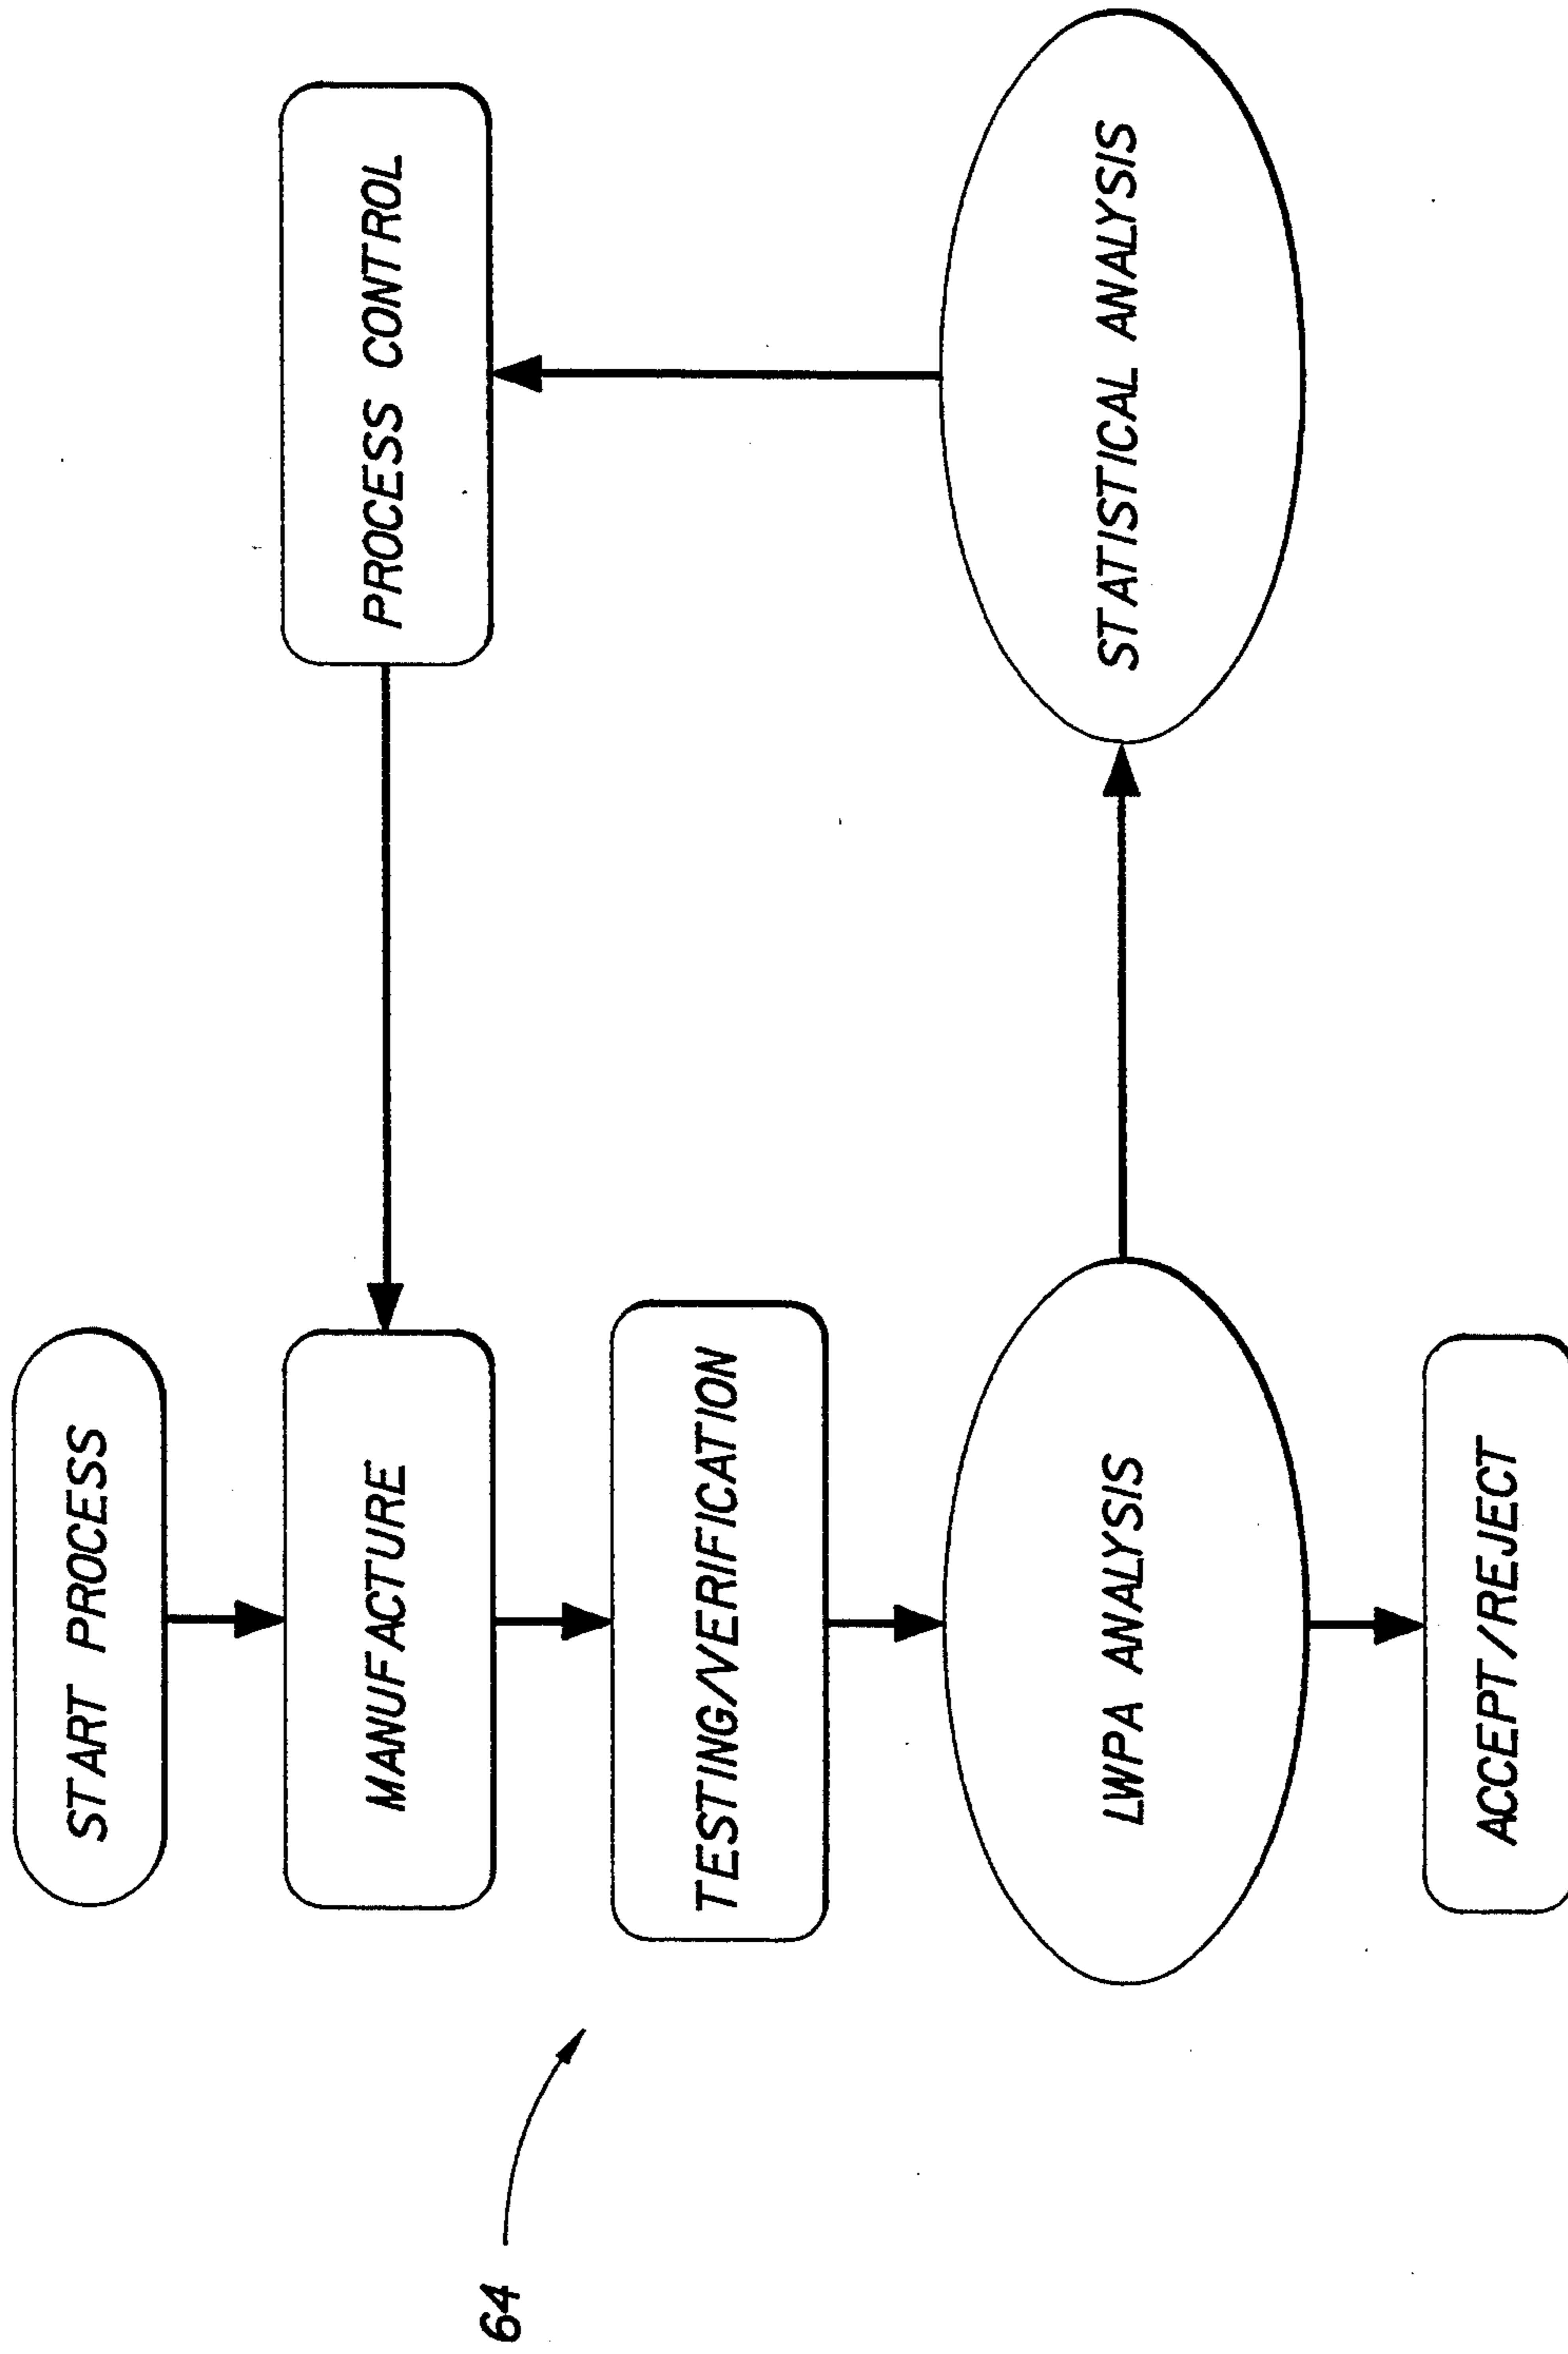 START PROCESS
MANUFACTURE
PROCESS CONTROL
TESTING/VERIFICATION
LWPA ANALYSIS
STATISTICAL ANALYSIS
ACCEPT/REJECT
64